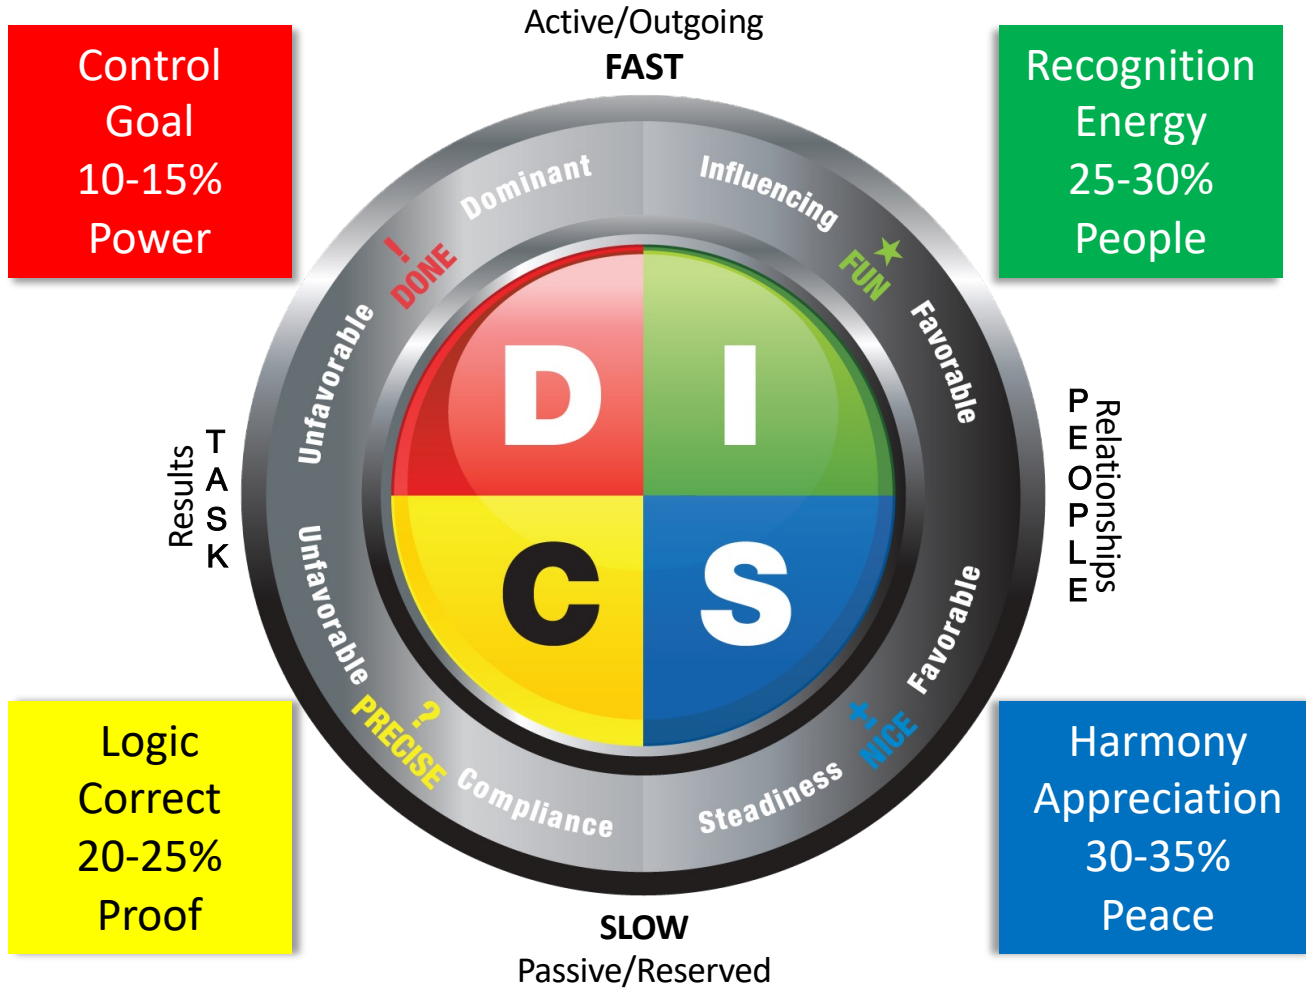 Active/Outgoing
FAST
Control
Goal
10-15%
Power
Recognition
Energy
25-30%
People
Dominant
Influencing
!
DONE
★
FUN
Unfavorable
Favorable
D
I
Results
TASK
PEOPLE
Relationships
C
S
Unfavorable
Favorable
?
PRECISE
+
NICE
Compliance
Steadiness
Logic
Correct
20-25%
Proof
Harmony
Appreciation
30-35%
Peace
SLOW
Passive/Reserved